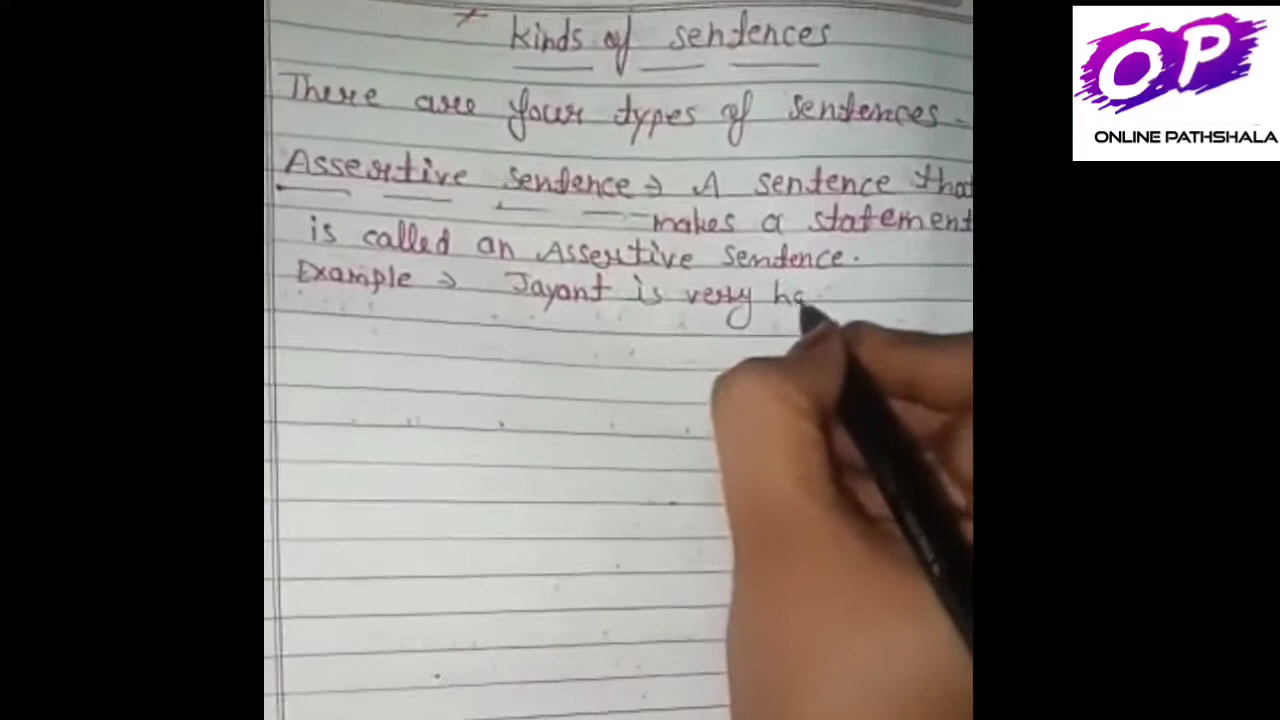 Kinds of sentences
There are four types of sentences.
Assertive sentence → A sentence that
makes a statement
is called an Assertive sentence.
Example → Jayant is very ha
OP
ONLINE PATHSHALA